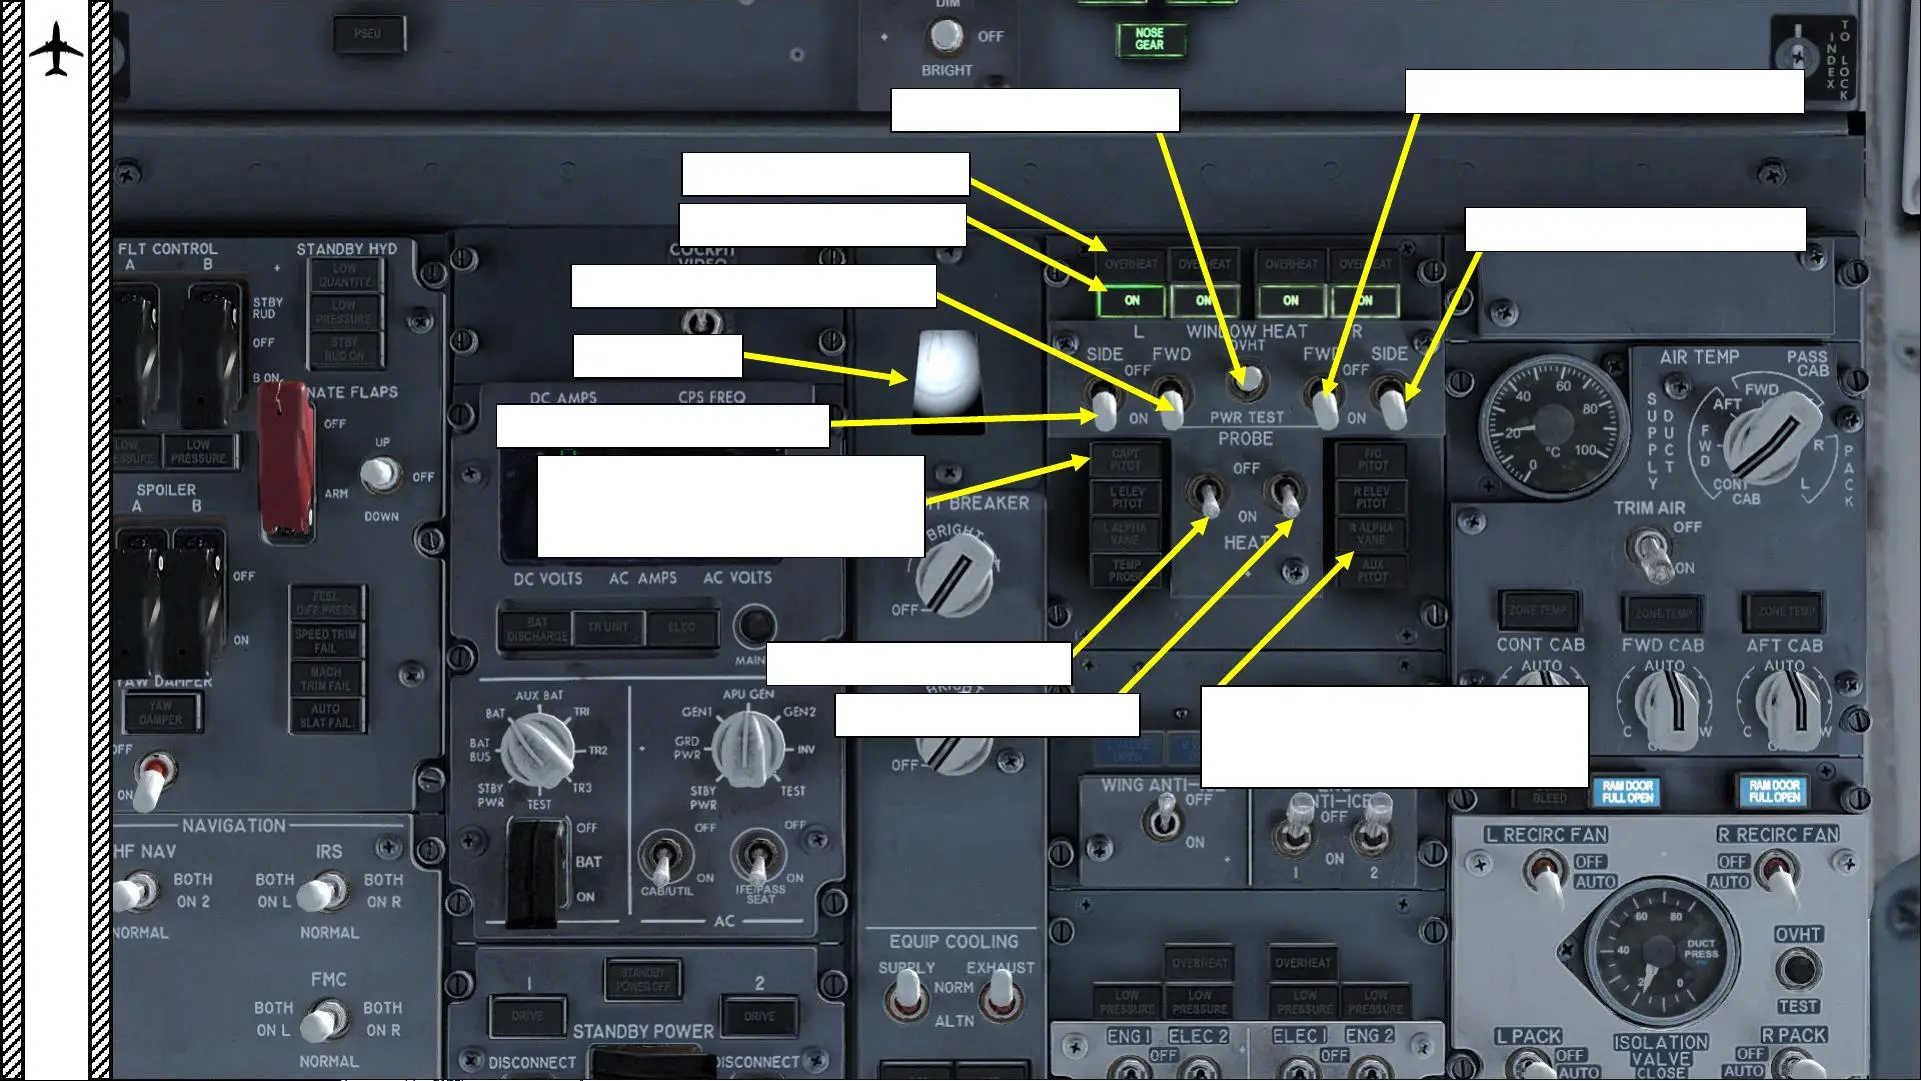 DIM
OFF
BRIGHT
PSEU
NOSE
GEAR
TO LOCK
INDEX
FLT CONTROL
A B
STBY
RUD
OFF
B ON
STANDBY HYD
LOW
QUANTITY
LOW
PRESSURE
STBY
RUD ON
NATE FLAPS
OFF
ARM
UP
OFF
DOWN
LOW
PRESSURE
SPOILER
A B
OFF
ON
FEEL
DIFF PRESS
SPEED TRIM
FAIL
MACH
TRIM FAIL
AUTO
SLAT FAIL
YAW DAMPER
YAW
DAMPER
OFF
ON
NAVIGATION
HF NAV
BOTH
ON 2
NORMAL
IRS
BOTH
ON L
BOTH
ON R
NORMAL
FMC
BOTH
ON L
BOTH
ON R
NORMAL
COCKPIT
VIDEO
DC AMPS
CPS FREQ
DC VOLTS
AC AMPS
AC VOLTS
BAT
DISCHARGE
TR UNIT
ELEC
MAIN
AUX BAT
BAT
TR1
BAT
BUS
TR2
STBY
PWR
TR3
TEST
APU GEN
GEN1
GEN2
GRD
PWR
INV
STBY
PWR
TEST
OFF
BAT
ON
OFF
ON
CAB/UTIL
OFF
ON
IFE/PASS
SEAT
AC
1
STANDBY
POWER OFF
2
DRIVE
DRIVE
STANDBY POWER
DISCONNECT
DISCONNECT
BREAKER
BRIGHT
OFF
BRIGHT
OFF
EQUIP COOLING
SUPPLY
EXHAUST
NORM
ALTN
OVERHEAT
OVERHEAT
OVERHEAT
OVERHEAT
ON
ON
ON
ON
L WINDOW HEAT R
OVHT
SIDE
FWD
FWD
SIDE
OFF
OFF
ON
PWR TEST
ON
PROBE
OFF
ON
HEAT
CAPT
PITOT
L ELEV
PITOT
L ALPHA
VANE
TEMP
PROBE
F/O
PITOT
R ELEV
PITOT
R ALPHA
VANE
AUX
PITOT
WING ANTI-ICE
OFF
ON
ANTI-ICE
OFF
ON
1
2
OVERHEAT
OVERHEAT
LOW
PRESSURE
LOW
PRESSURE
LOW
PRESSURE
LOW
PRESSURE
ENG 1
ELEC 2
ELEC 1
ENG 2
OFF
OFF
0
20
40
60
80
100
°C
AIR TEMP
SUPPLY
DUCT
FWD
AFT
FWD
CONT
CAB
PASS
CAB
R
L
PACK
TRIM AIR
OFF
ON
ZONE TEMP
ZONE TEMP
ZONE TEMP
CONT CAB
FWD CAB
AFT CAB
AUTO
AUTO
AUTO
C
W
C
W
BLEED
RAM DOOR
FULL OPEN
RAM DOOR
FULL OPEN
L RECIRC FAN
R RECIRC FAN
OFF
AUTO
OFF
AUTO
60
80
40
2
0
DUCT
PRESS
OVHT
TEST
L PACK
OFF
AUTO
ISOLATION
VALVE
CLOSE
R PACK
OFF
AUTO